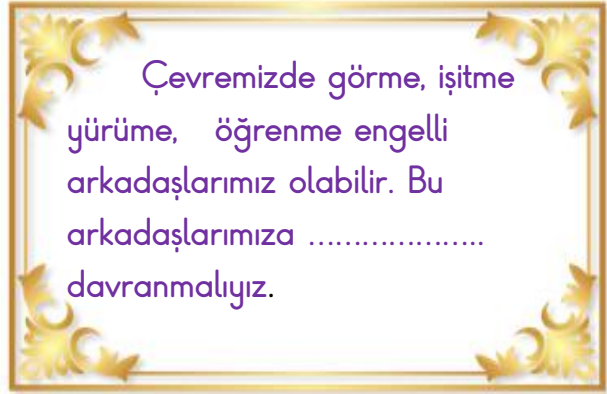 Çevremizde görme, işitme
yürüme, öğrenme engelli
arkadaşlarımız olabilir. Bu
arkadaşlarımıza ………………..
davranmalıyız.